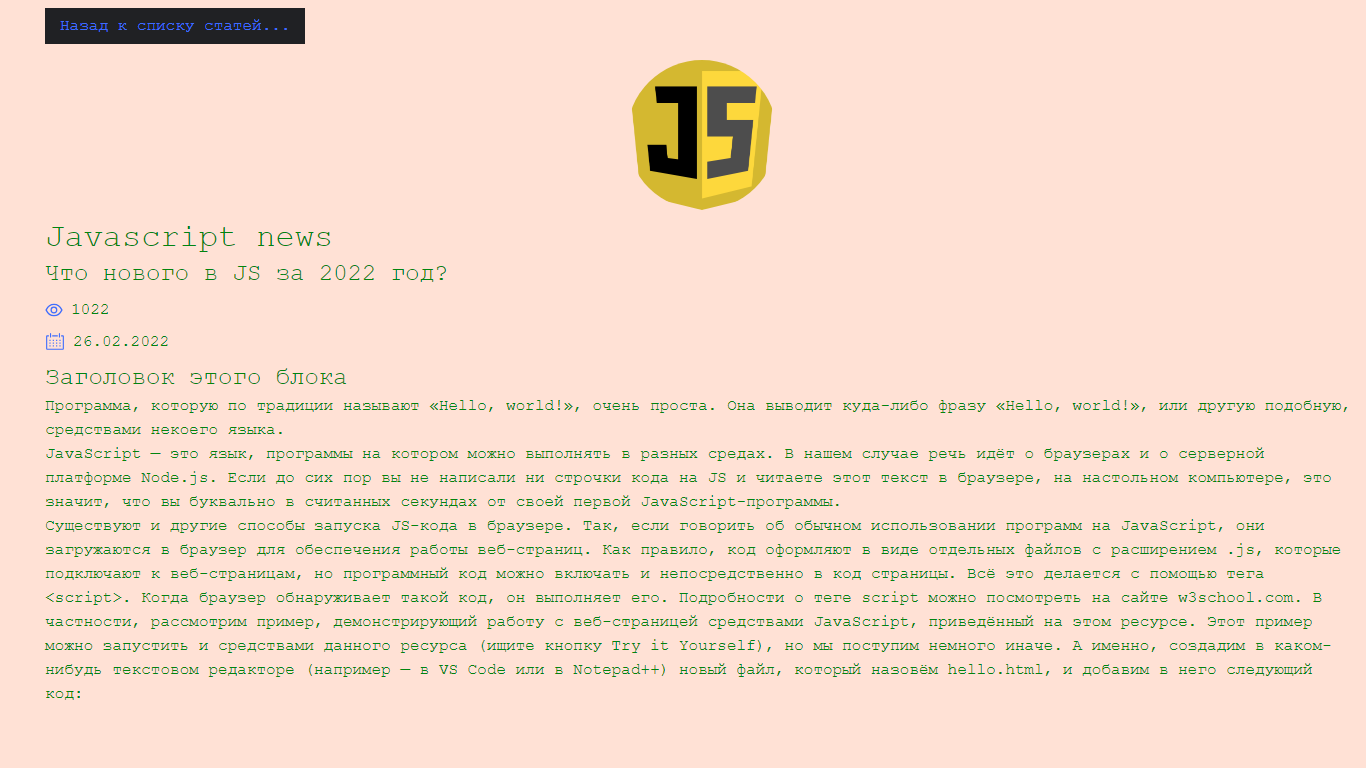 Назад к списку статей...
JS
Javascript news
Что нового в JS за 2022 год?
1022
26.02.2022
Заголовок этого блока
Программа, которую по традиции называют «Hello, world!», очень проста. Она выводит куда-либо фразу «Hello, world!», или другую подобную,
средствами некоего языка.
JavaScript — это язык, программы на котором можно выполнять в разных средах. В нашем случае речь идёт о браузерах и о серверной
платформе Node.js. Если до сих пор вы не написали ни строчки кода на JS и читаете этот текст в браузере, на настольном компьютере, это
значит, что вы буквально в считанных секундах от своей первой JavaScript-программы.
Существуют и другие способы запуска JS-кода в браузере. Так, если говорить об обычном использовании программ на JavaScript, они
загружаются в браузер для обеспечения работы веб-страниц. Как правило, код оформляют в виде отдельных файлов с расширением .js, которые
подключают к веб-страницам, но программный код можно включать и непосредственно в код страницы. Всё это делается с помощью тега
<script>. Когда браузер обнаруживает такой код, он выполняет его. Подробности о теге script можно посмотреть на сайте w3school.com. В
частности, рассмотрим пример, демонстрирующий работу с веб-страницей средствами JavaScript, приведённый на этом ресурсе. Этот пример
можно запустить и средствами данного ресурса (ищите кнопку Try it Yourself), но мы поступим немного иначе. А именно, создадим в каком-
нибудь текстовом редакторе (например — в VS Code или в Notepad++) новый файл, который назовём hello.html, и добавим в него следующий
код: